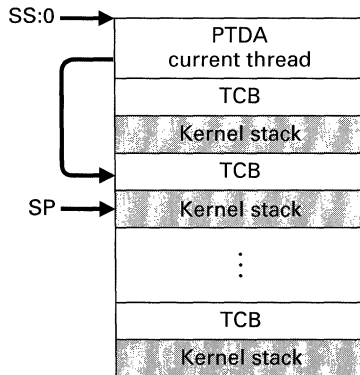 SS:0
PTDA
current thread
TCB
Kernel stack
TCB
SP
Kernel stack
⋮
TCB
Kernel stack